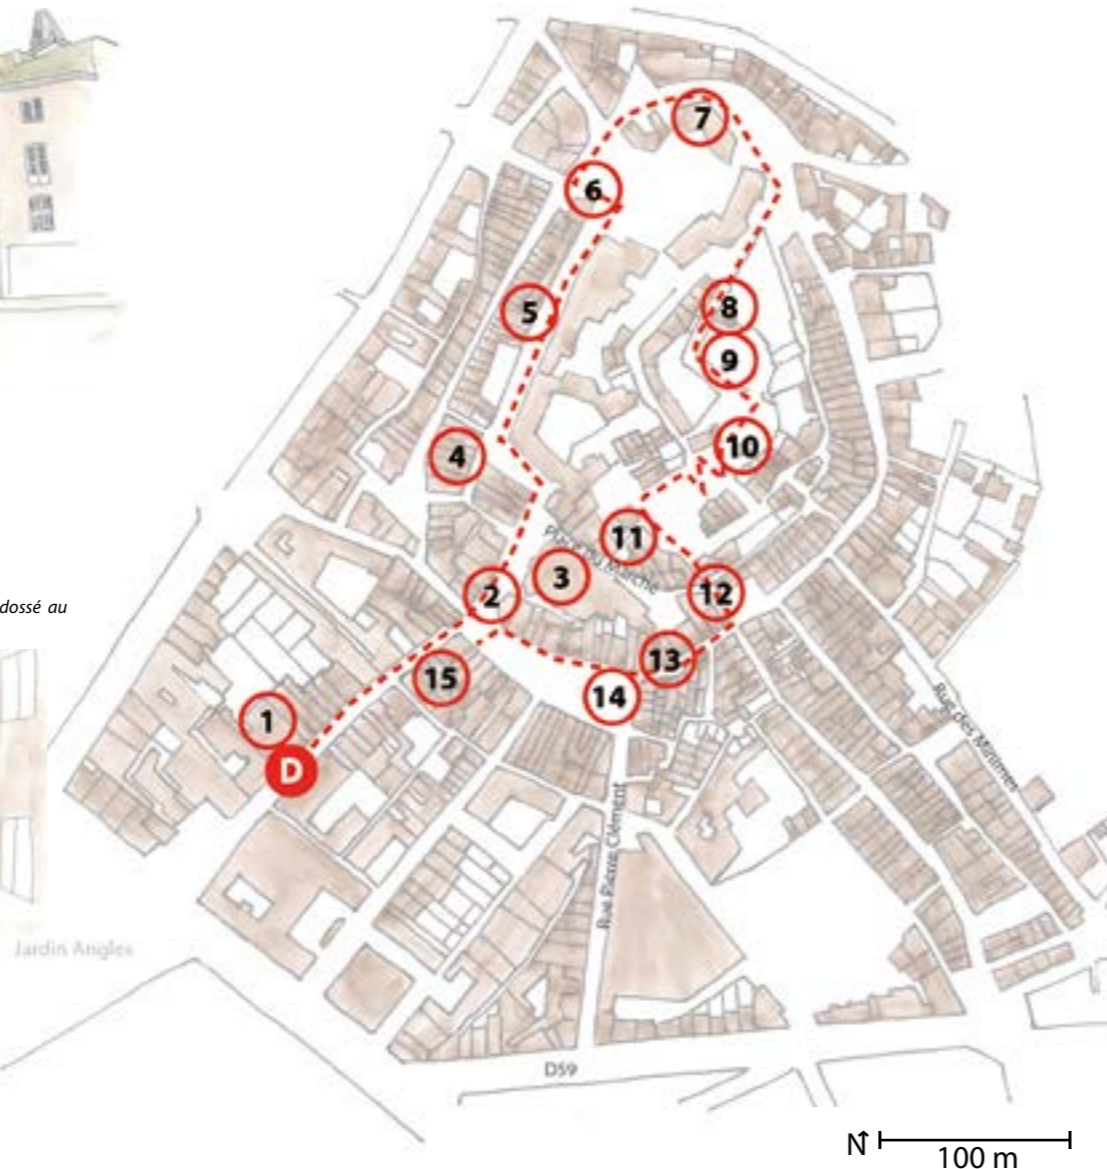 7
6
8
5
9
10
4
11
Place du Marché
3
2
12
dossé au
13
15
14
1
D
Rue des Minimes
Rue Pierre Clément
Jardin Angles
D59
N
100 m